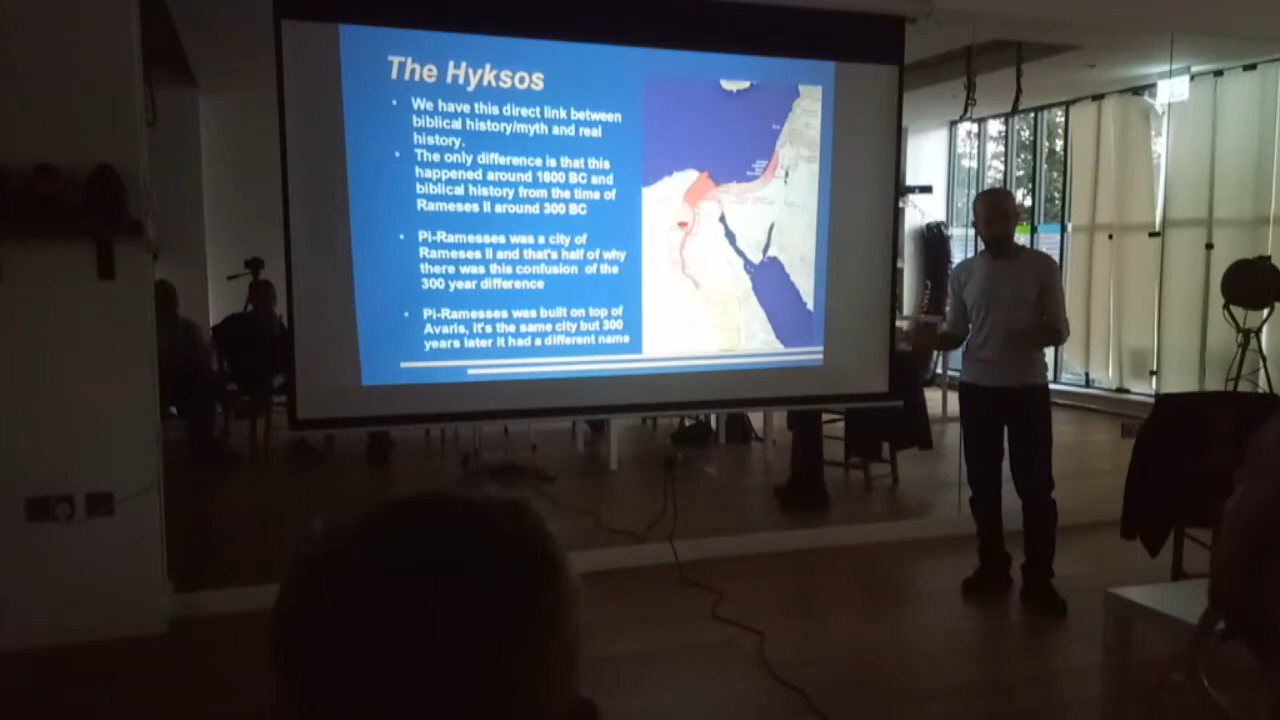 The Hyksos
• We have this direct link between
biblical history/myth and real
history.
• The only difference is that this
happened around 1600 BC and
biblical history from the time of
Rameses II around 300 BC
• Pi-Ramesses was a city of
Rameses II and that's half of why
there was this confusion of the
300 year difference
• Pi-Ramesses was built on top of
Avaris, it's the same city but 300
years later it had a different name